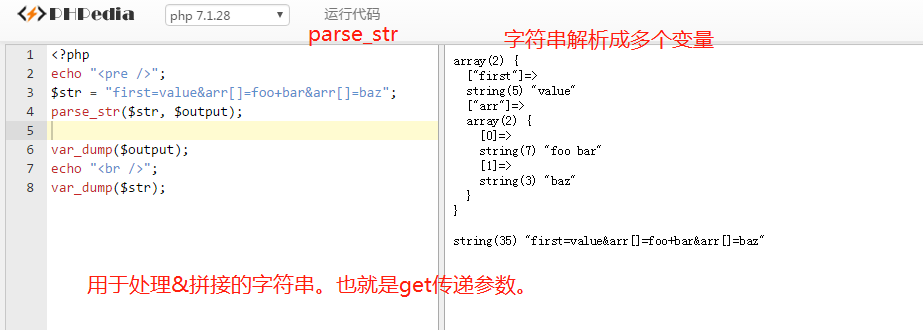 PHPedia php 7.1.28 运行代码
parse_str
字符串解析成多个变量
1 <?php
2 echo "<pre />";
3 $str = "first=value&arr[]=foo+bar&arr[]=baz";
4 parse_str($str, $output);
5
6 var_dump($output);
7 echo "<br />";
8 var_dump($str);
array(2) {
["first"]=>
string(5) "value"
["arr"]=>
array(2) {
[0]=>
string(7) "foo bar"
[1]=>
string(3) "baz"
}
}
string(35) "first=value&arr[]=foo+bar&arr[]=baz"
用于处理&拼接的字符串。也就是get传递参数。